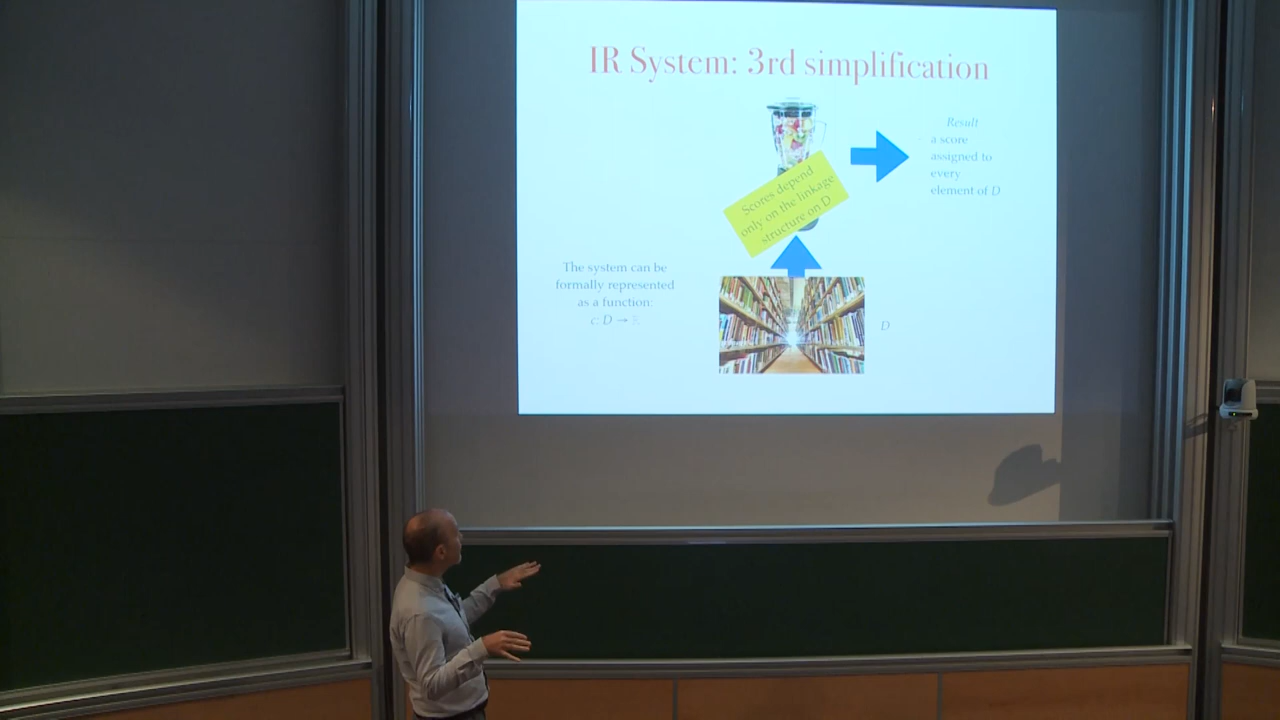 IR System: 3rd simplification
Result
a score
assigned to
every
element of D
Scores depend
only on the linkage
structure on D
The system can be
formally represented
as a function:
c: D → ℝ
D